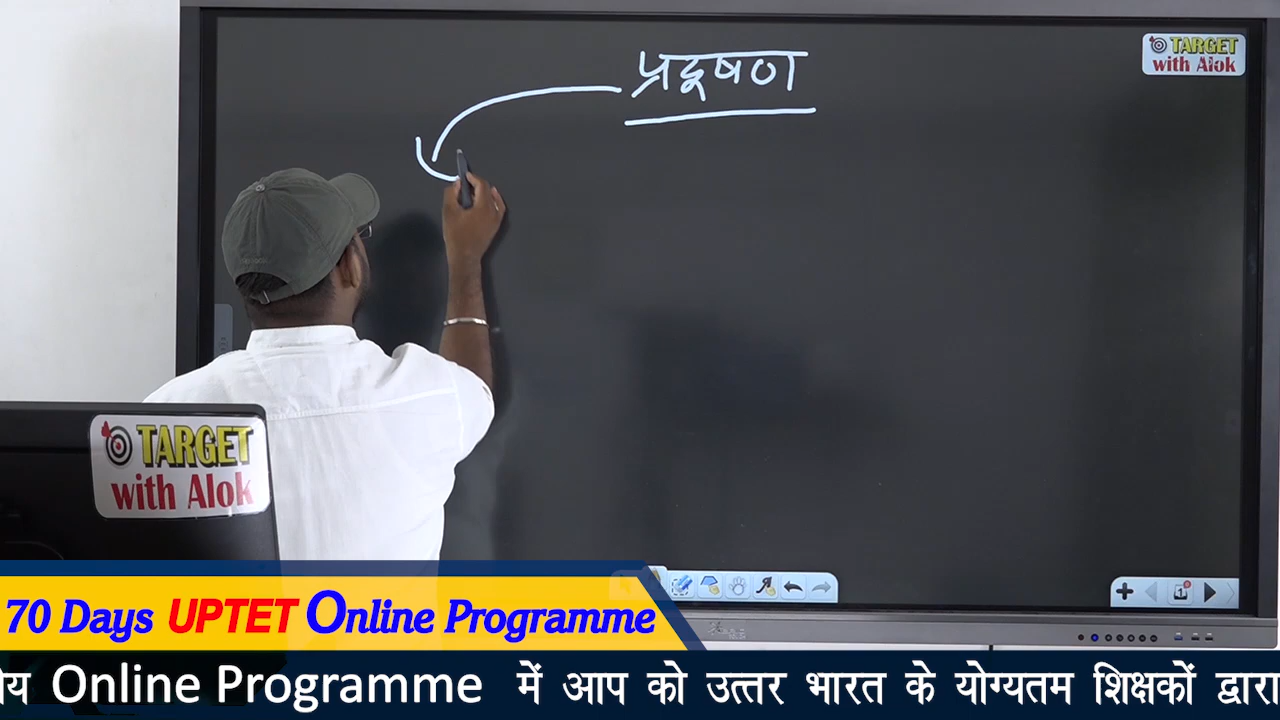 प्रदूषण
TARGET
with Alok
TARGET
with Alok
70 Days UPTET Online Programme
Online Programme में आप को उत्तर भारत के योग्यतम शिक्षकों द्वारा